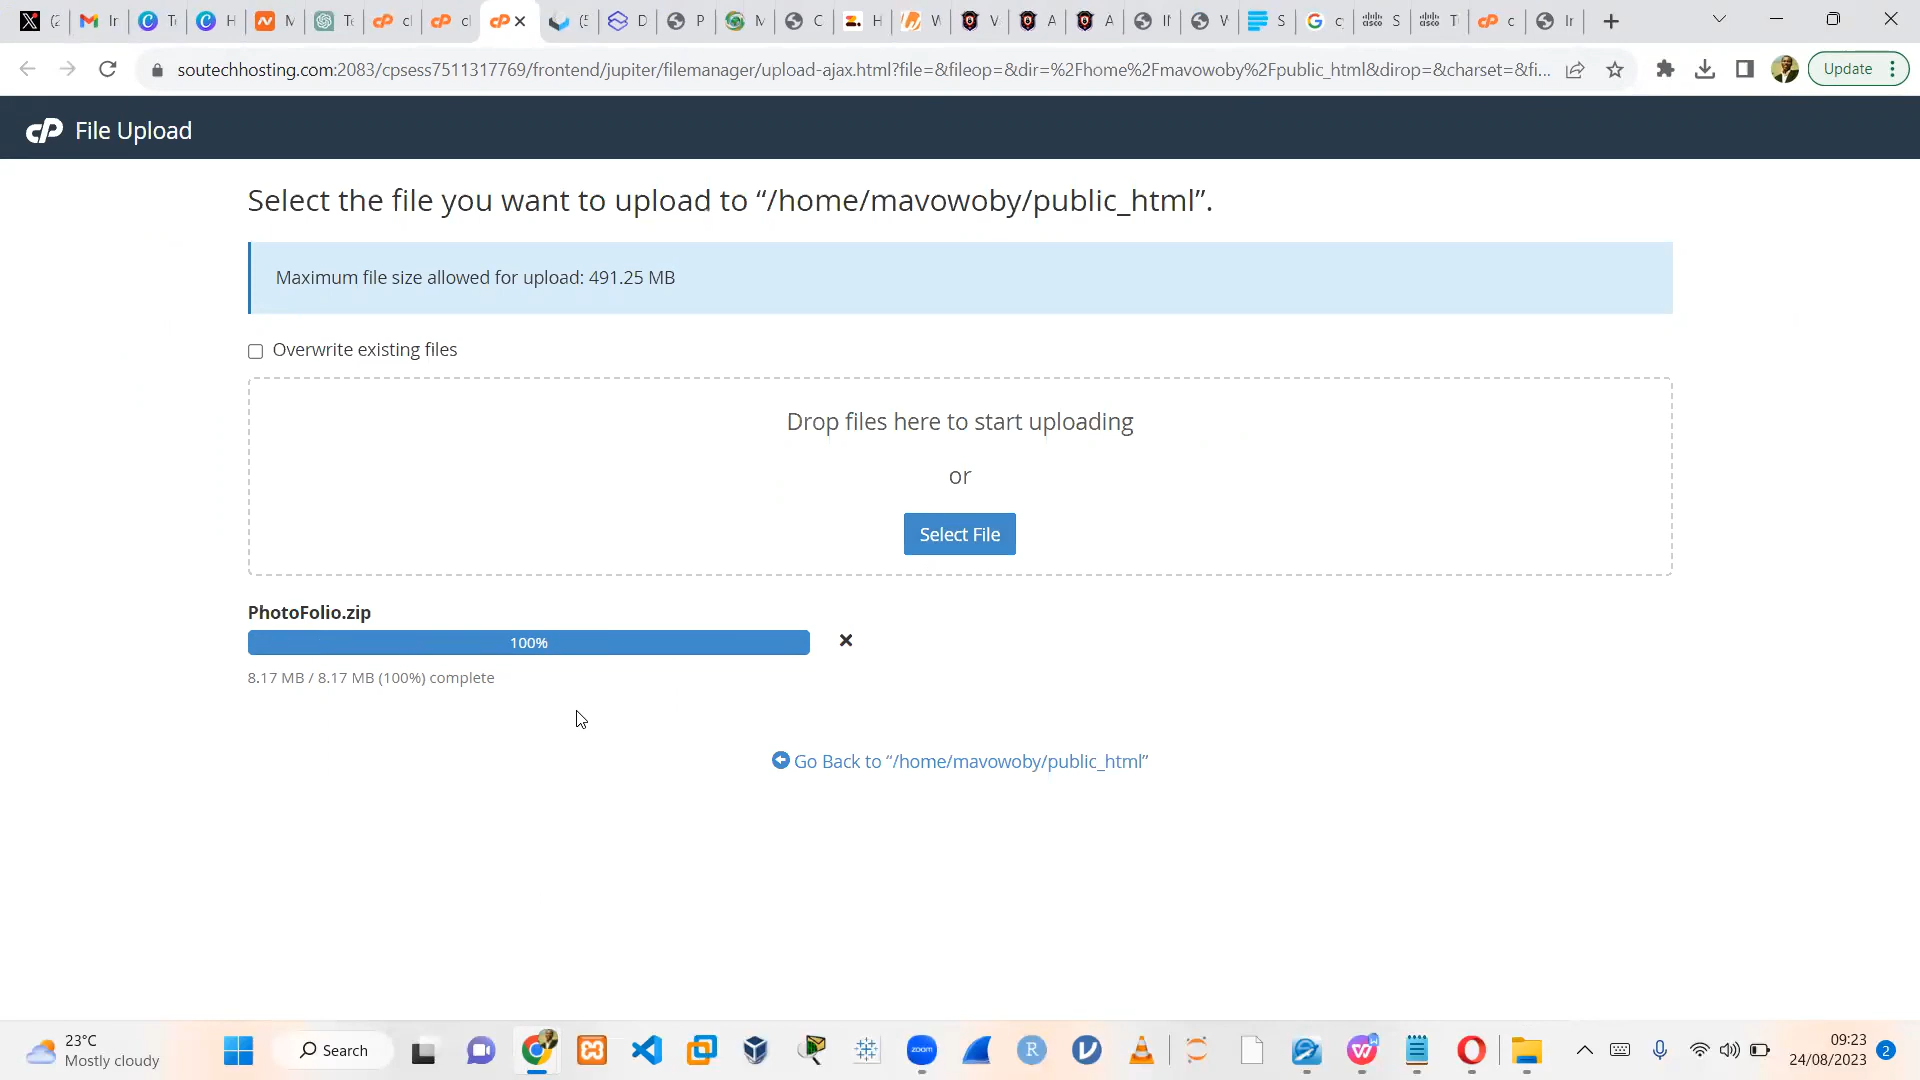 soutechhosting.com:2083/cpsess7511317769/frontend/jupiter/filemanager/upload-ajax.html?file=&fileop=&dir=%2Fhome%2Fmavowoby%2Fpublic_html&dirop=&charset=&fi...
Update
cP File Upload
Select the file you want to upload to “/home/mavowoby/public_html”.
Maximum file size allowed for upload: 491.25 MB
Overwrite existing files
Drop files here to start uploading
or
Select File
PhotoFolio.zip
100%
8.17 MB / 8.17 MB (100%) complete
Go Back to “/home/mavowoby/public_html”
23°C
Mostly cloudy
Search
zoom
09:23
24/08/2023
2